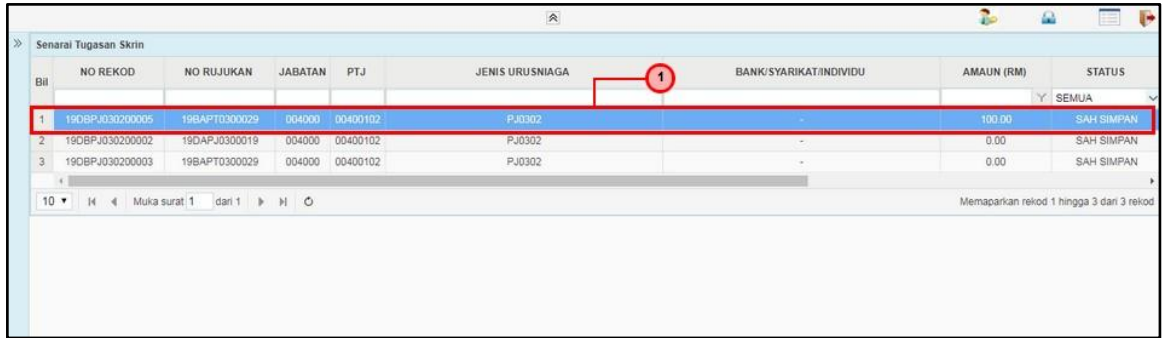 Senarai Tugasan Skrin
Bil NO REKOD NO RUJUKAN JABATAN PTJ JENIS URUSNIAGA BANK/SYARIKAT/INDIVIDU AMAUN (RM) STATUS
1
SEMUA
1 19DBPJ030200005 19BAPT0300029 004000 00400102 PJ0302 - 100.00 SAH SIMPAN
2 19DBPJ030200002 19DAPJ0300019 004000 00400102 PJ0302 - 0.00 SAH SIMPAN
3 19DBPJ030200003 19BAPT0300029 004000 00400102 PJ0302 - 0.00 SAH SIMPAN
10 Muka surat 1 dari 1 Memaparkan rekod 1 hingga 3 dari 3 rekod